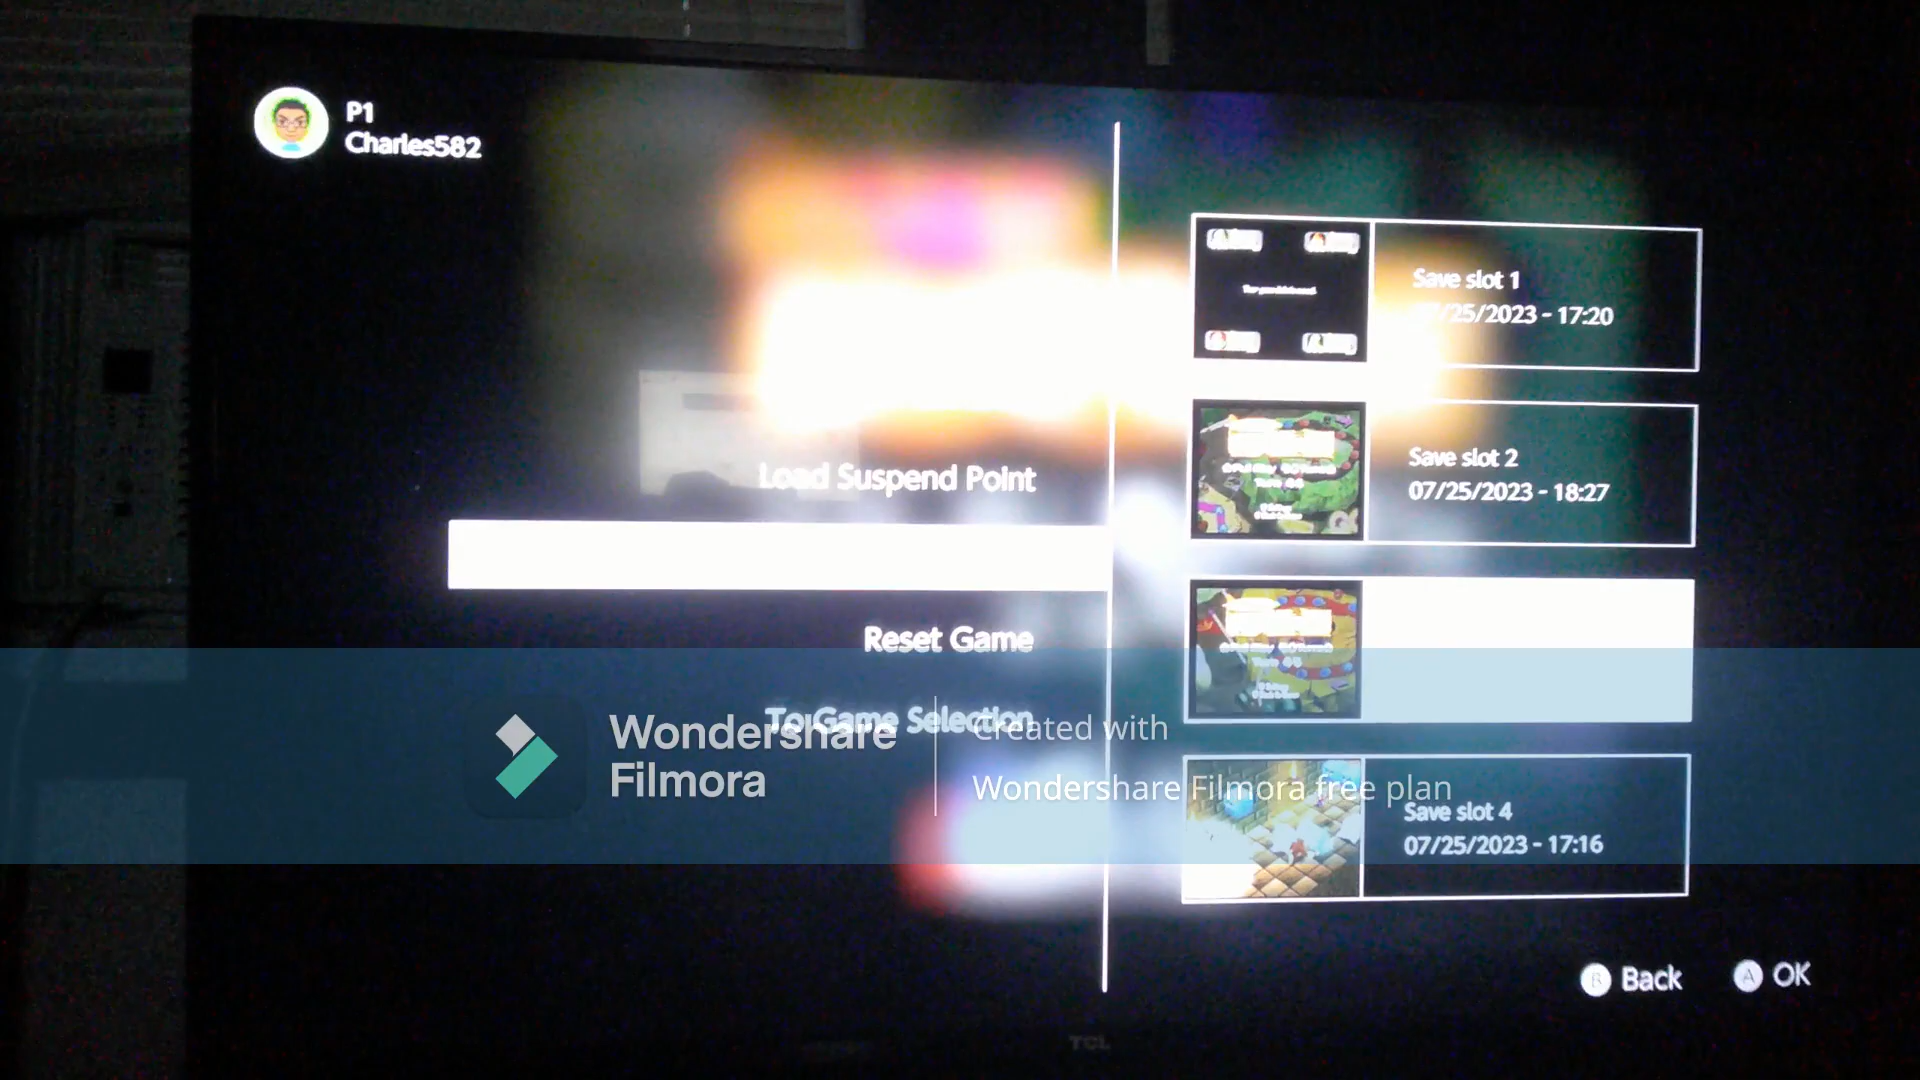 P1
Charles582
Load Suspend Point
Reset Game
To Game Selection
Save slot 1
/25/2023 - 17:20
Save slot 2
07/25/2023 - 18:27
Save slot 4
07/25/2023 - 17:16
B Back
A OK
TCL
Wondershare
Filmora
Created with
Wondershare Filmora free plan